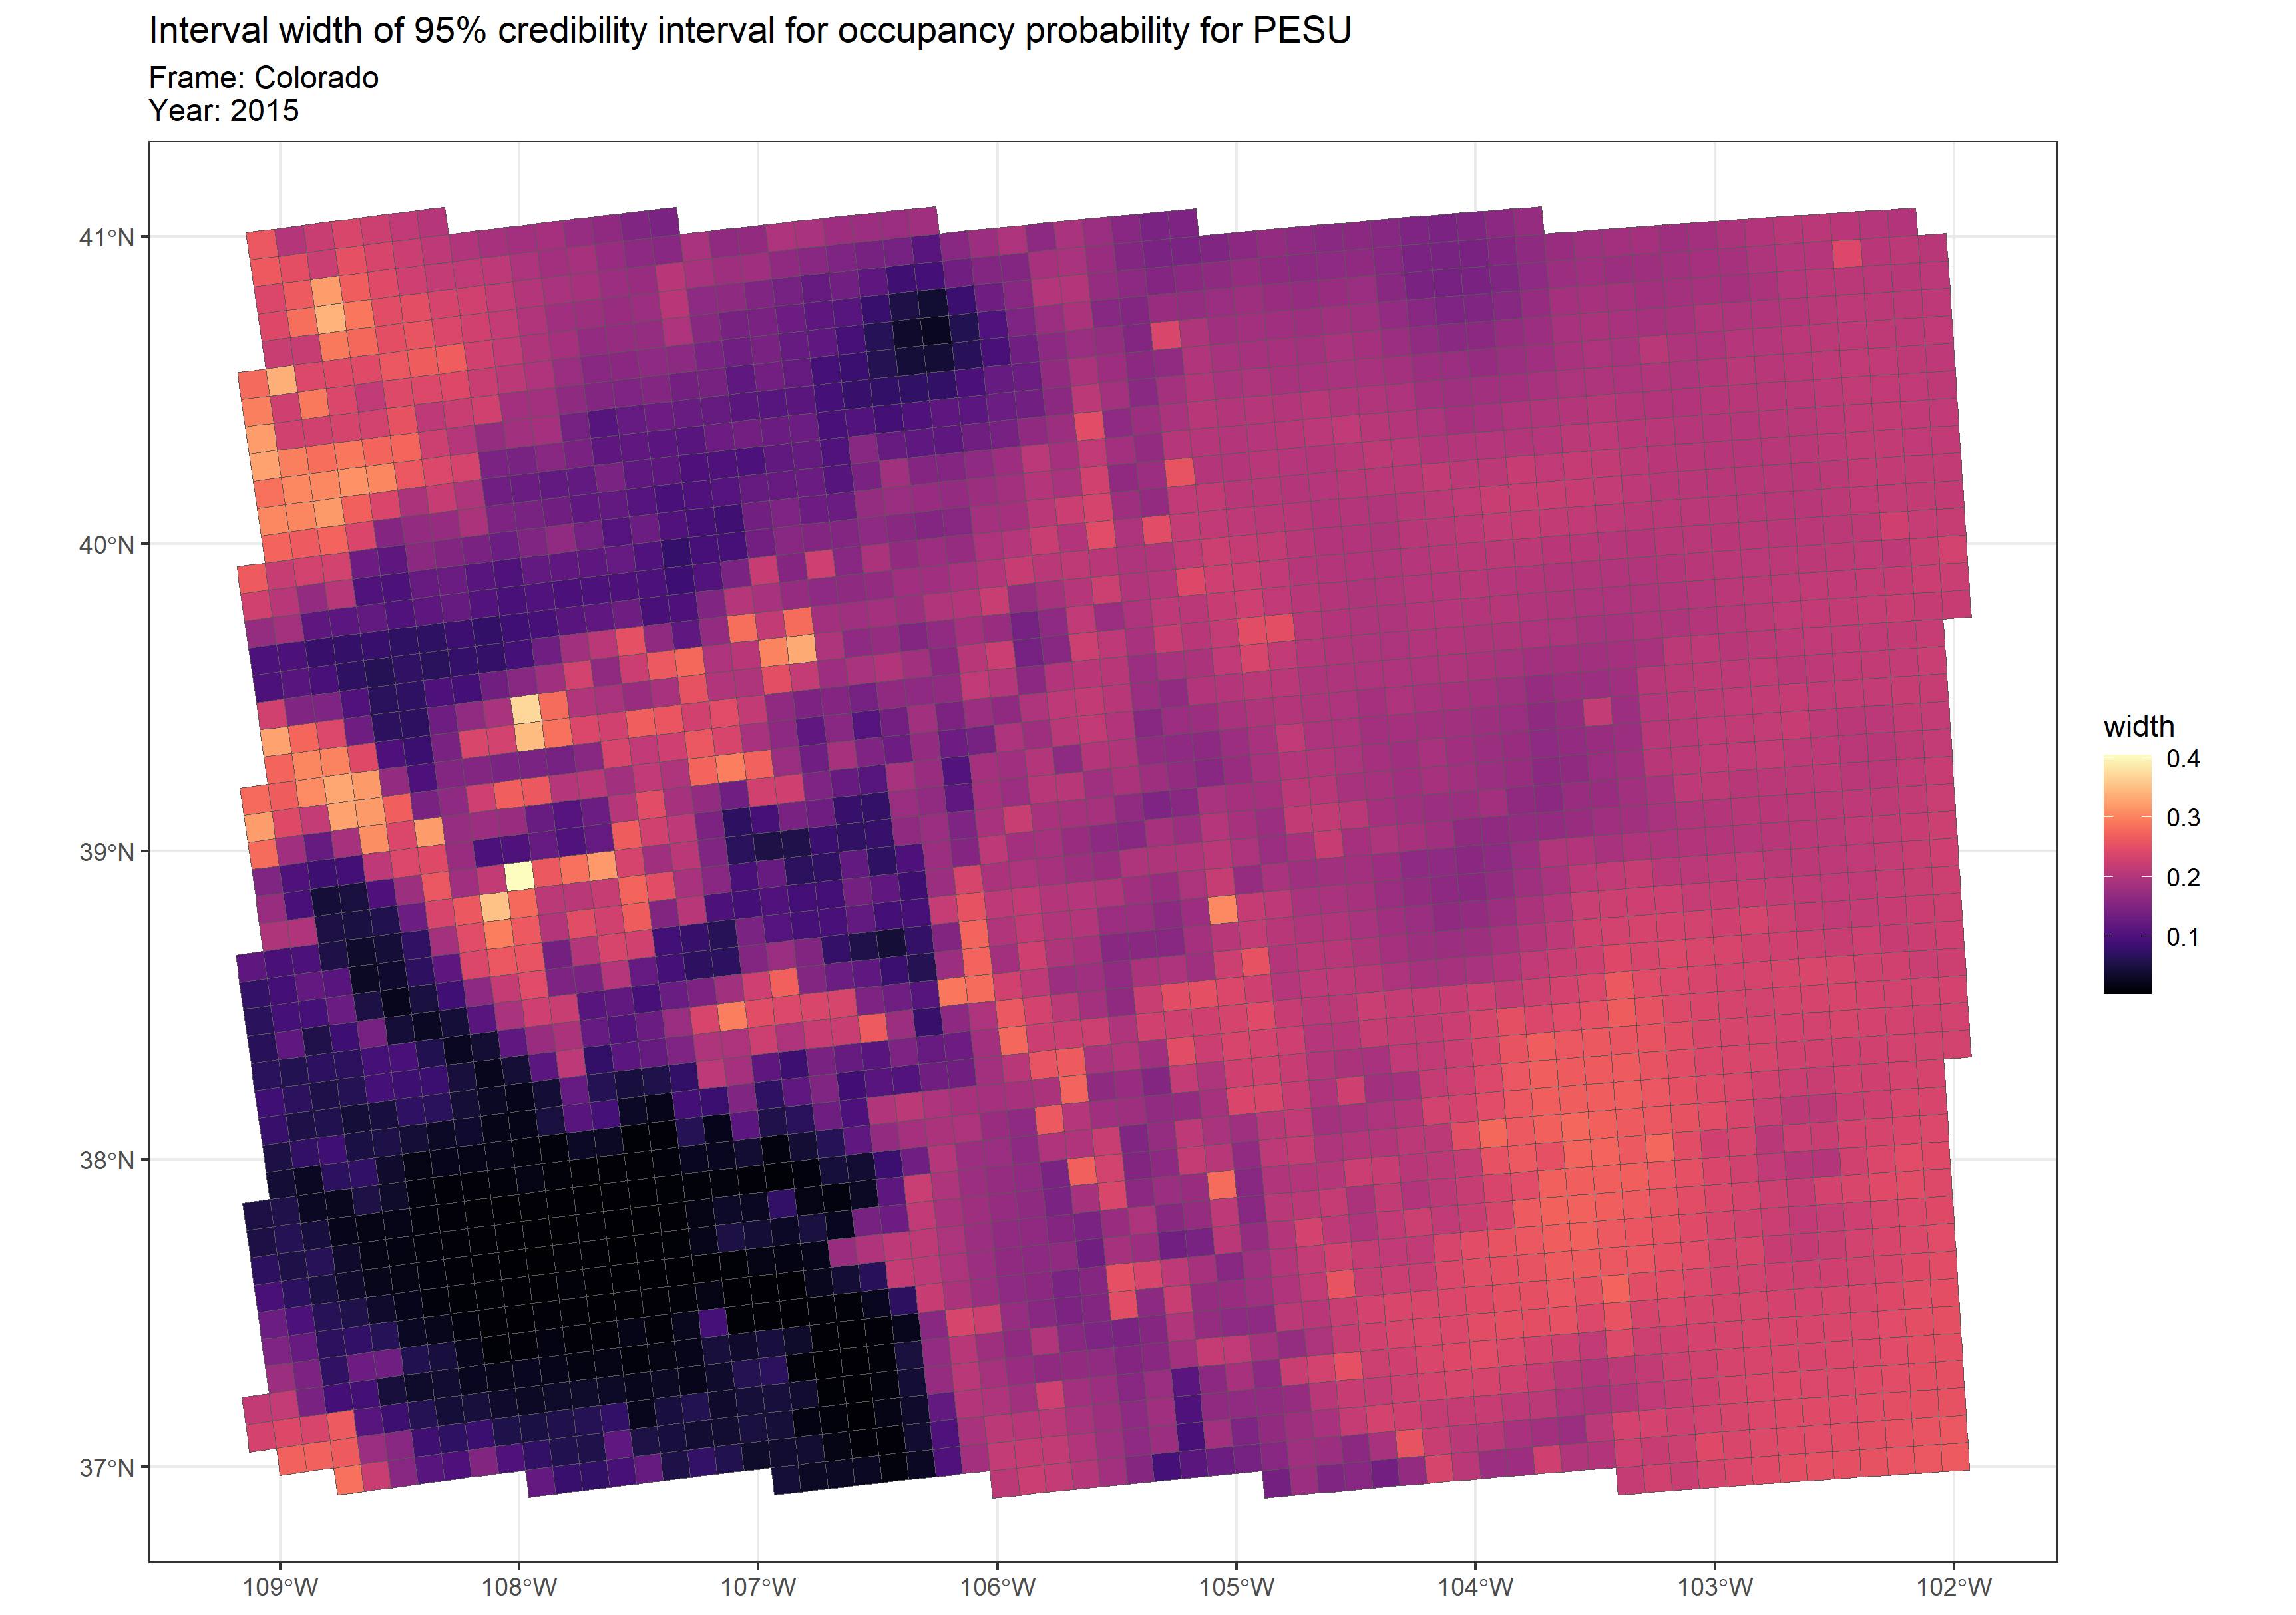 Interval width of 95% credibility interval for occupancy probability for PESU
Frame: Colorado
Year: 2015
41°N
40°N
39°N
38°N
37°N
109°W
108°W
107°W
106°W
105°W
104°W
103°W
102°W
width
0.4
0.3
0.2
0.1